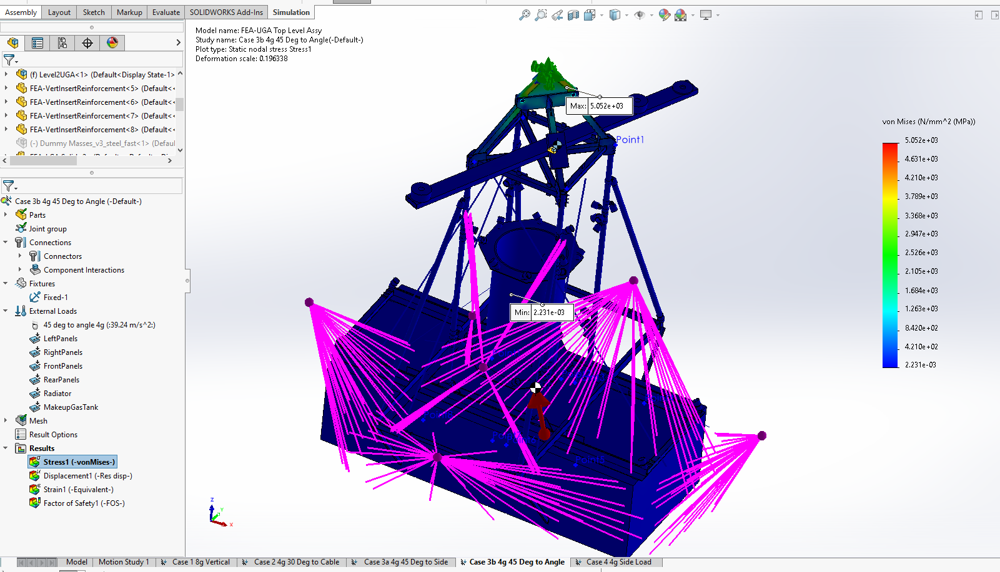 Assembly
Layout
Sketch
Markup
Evaluate
SOLIDWORKS Add-Ins
Simulation
(f) Level2UGA<1> (Default<Display State-1>
FEA-VertInsertReinforcement<5> (Default<<
FEA-VertInsertReinforcement<6> (Default<<
FEA-VertInsertReinforcement<7> (Default<<
FEA-VertInsertReinforcement<8> (Default<<
(-) Dummy Masses_v3_steel_fast<1> (Defaul
Case 3b 4g 45 Deg to Angle (-Default-)
Parts
Joint group
Connections
Connectors
Component Interactions
Fixtures
Fixed-1
External Loads
45 deg to angle 4g (:39.24 m/s^2:)
LeftPanels
RightPanels
FrontPanels
RearPanels
Radiator
MakeupGasTank
Mesh
Result Options
Results
Stress1 (-vonMises-)
Displacement1 (-Res disp-)
Strain1 (-Equivalent-)
Factor of Safety1 (-FOS-)
Model name: FEA-UGA Top Level Assy
Study name: Case 3b 4g 45 Deg to Angle(-Default-)
Plot type: Static nodal stress Stress1
Deformation scale: 0.196338
Max: 5.052e+03
Point1
Min: 2.231e-03
Z
Y
X
von Mises (N/mm^2 (MPa))
5.052e+03
4.631e+03
4.210e+03
3.789e+03
3.368e+03
2.947e+03
2.526e+03
2.105e+03
1.684e+03
1.263e+03
8.420e+02
4.210e+02
2.231e-03
Model
Motion Study 1
Case 1 8g Vertical
Case 2 4g 30 Deg to Cable
Case 3a 4g 45 Deg to Side
Case 3b 4g 45 Deg to Angle
Case 4 4g Side Load